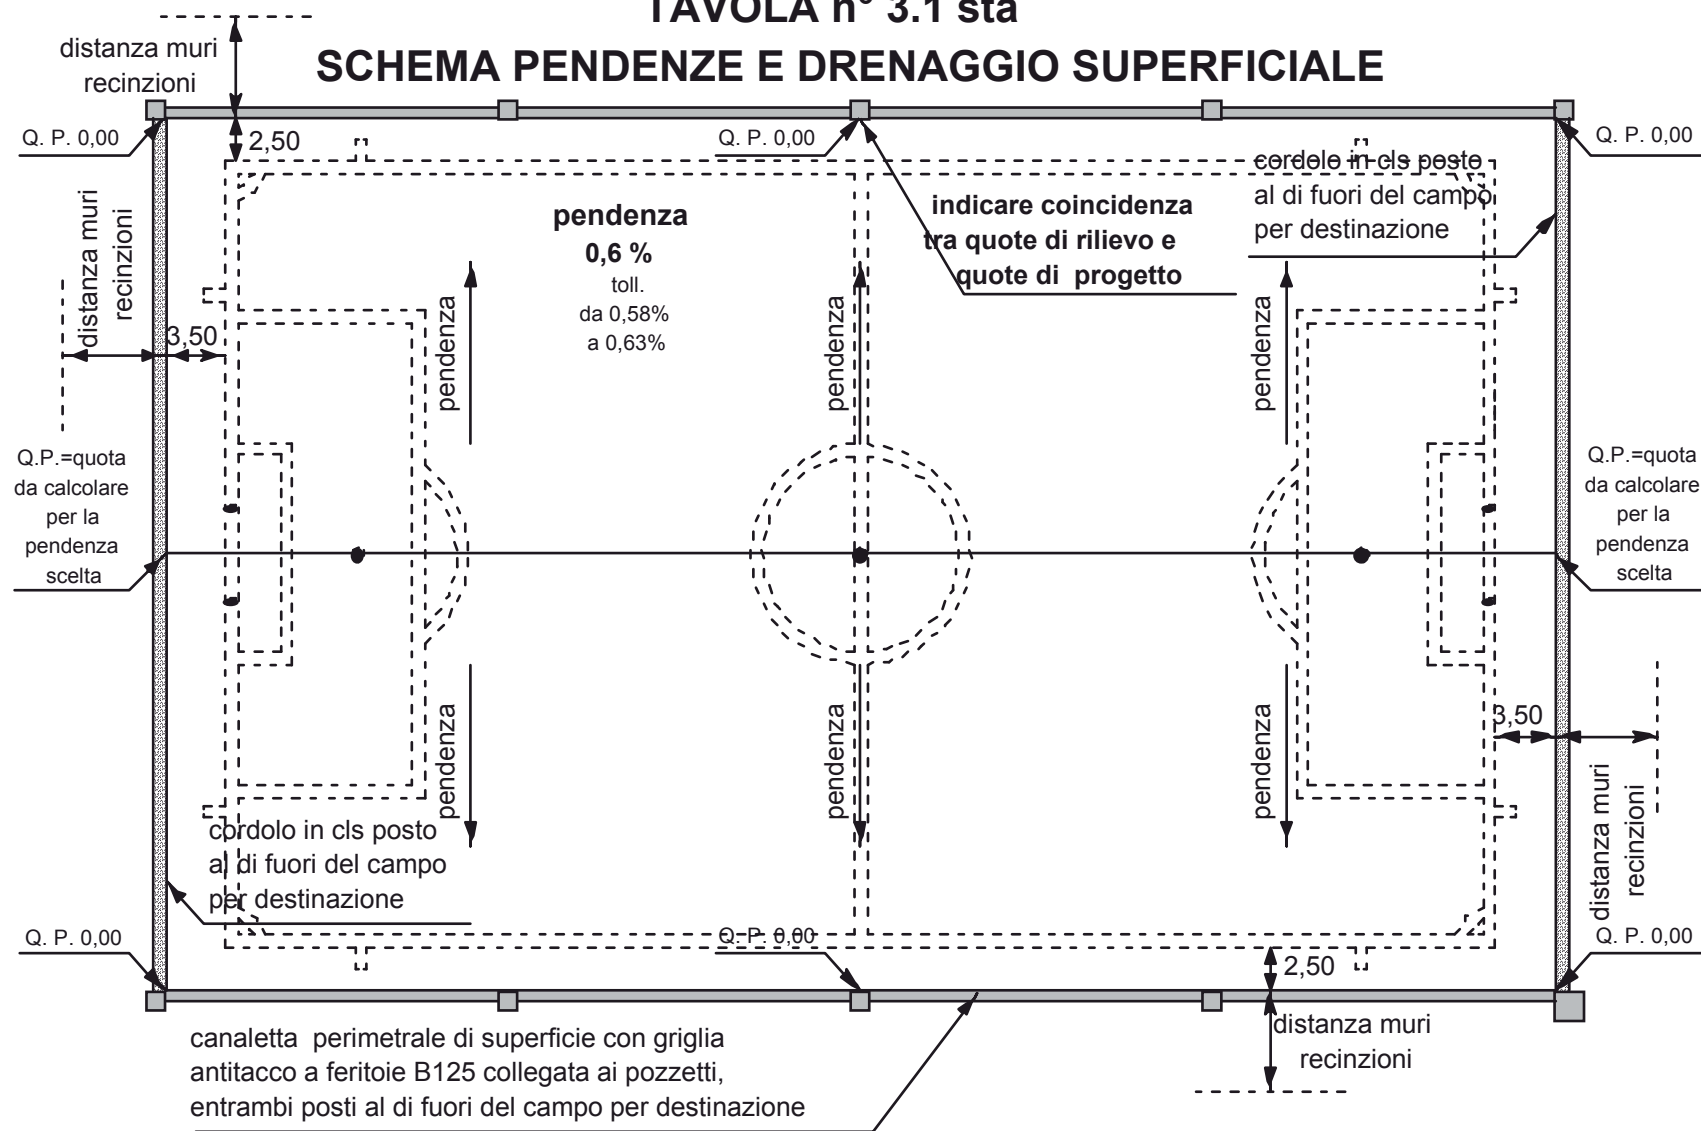 TAVOLA n° 3.1 sta
SCHEMA PENDENZE E DRENAGGIO SUPERFICIALE
distanza muri
recinzioni
Q. P. 0,00
2,50
Q. P. 0,00
Q. P. 0,00
cordolo in cls posto
al di fuori del campo
per destinazione
pendenza
0,6 %
toll.
da 0,58%
a 0,63%
indicare coincidenza
tra quote di rilievo e
quote di  progetto
distanza muri
recinzioni
3,50
pendenza
pendenza
pendenza
Q.P.=quota
da calcolare
per la
pendenza
scelta
Q.P.=quota
da calcolare
per la
pendenza
scelta
pendenza
pendenza
pendenza
3,50
distanza muri
recinzioni
cordolo in cls posto
al di fuori del campo
per destinazione
Q. P. 0,00
Q. P. 0,00
Q. P. 0,00
2,50
distanza muri
recinzioni
canaletta  perimetrale di superficie con griglia
antitacco a feritoie B125 collegata ai pozzetti,
entrambi posti al di fuori del campo per destinazione